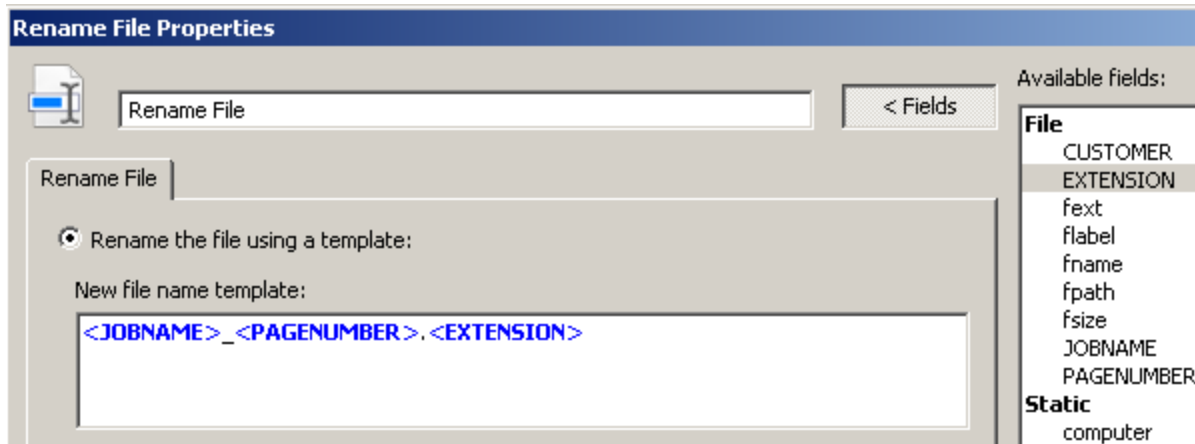 Rename File Properties
Rename File
< Fields
Available fields:
Rename File
Rename the file using a template:
New file name template:
<JOBNAME>_<PAGENUMBER>.<EXTENSION>
File
CUSTOMER
EXTENSION
fext
flabel
fname
fpath
fsize
JOBNAME
PAGENUMBER
Static
computer